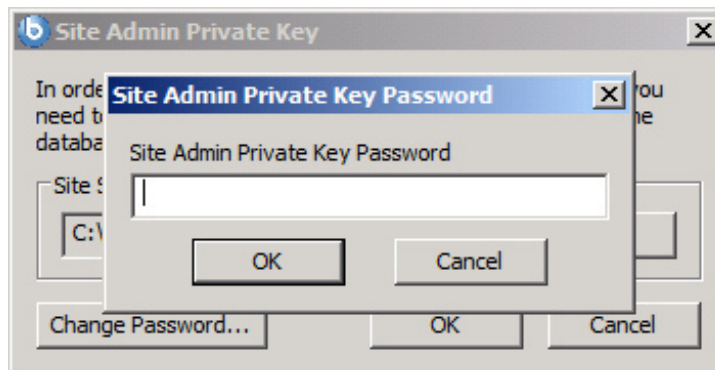 Site Admin Private Key
In orde
you
need t
ne
databa
Site Admin Private Key Password
Site Admin Private Key Password
Site S
C:\
OK Cancel
Change Password... OK Cancel